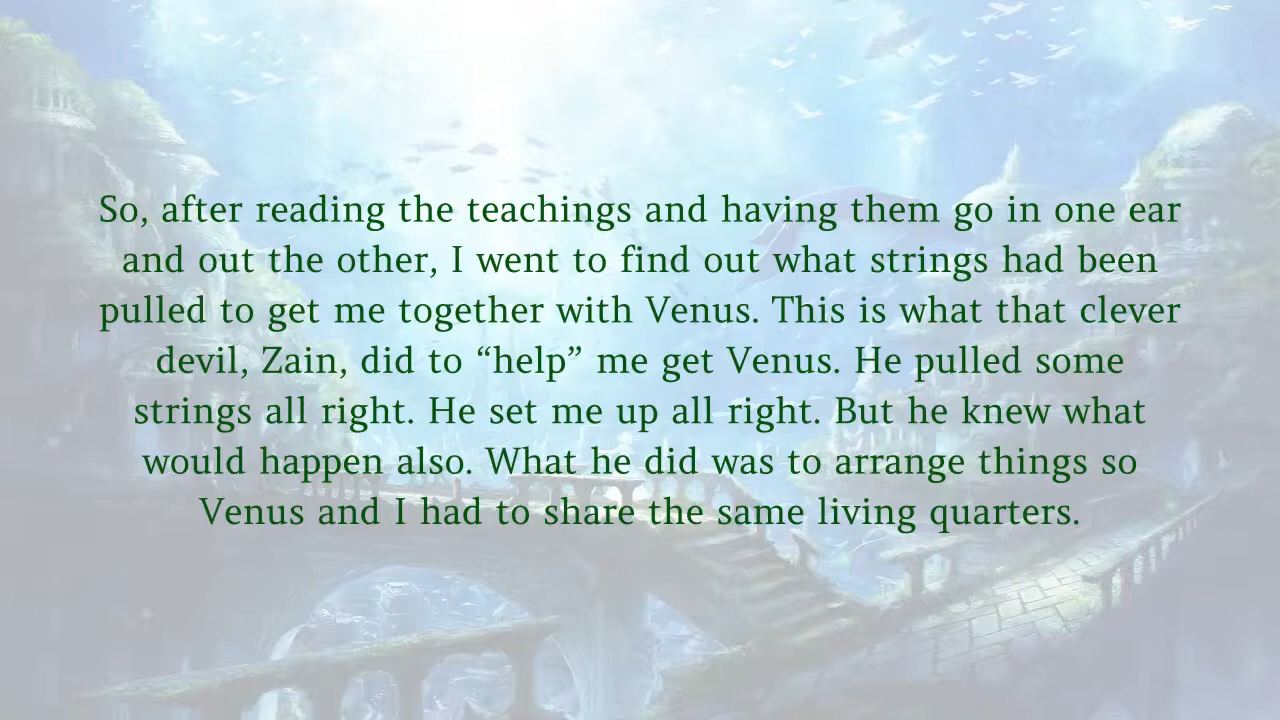 So, after reading the teachings and having them go in one ear
and out the other, I went to find out what strings had been
pulled to get me together with Venus. This is what that clever
devil, Zain, did to “help” me get Venus. He pulled some
strings all right. He set me up all right. But he knew what
would happen also. What he did was to arrange things so
Venus and I had to share the same living quarters.